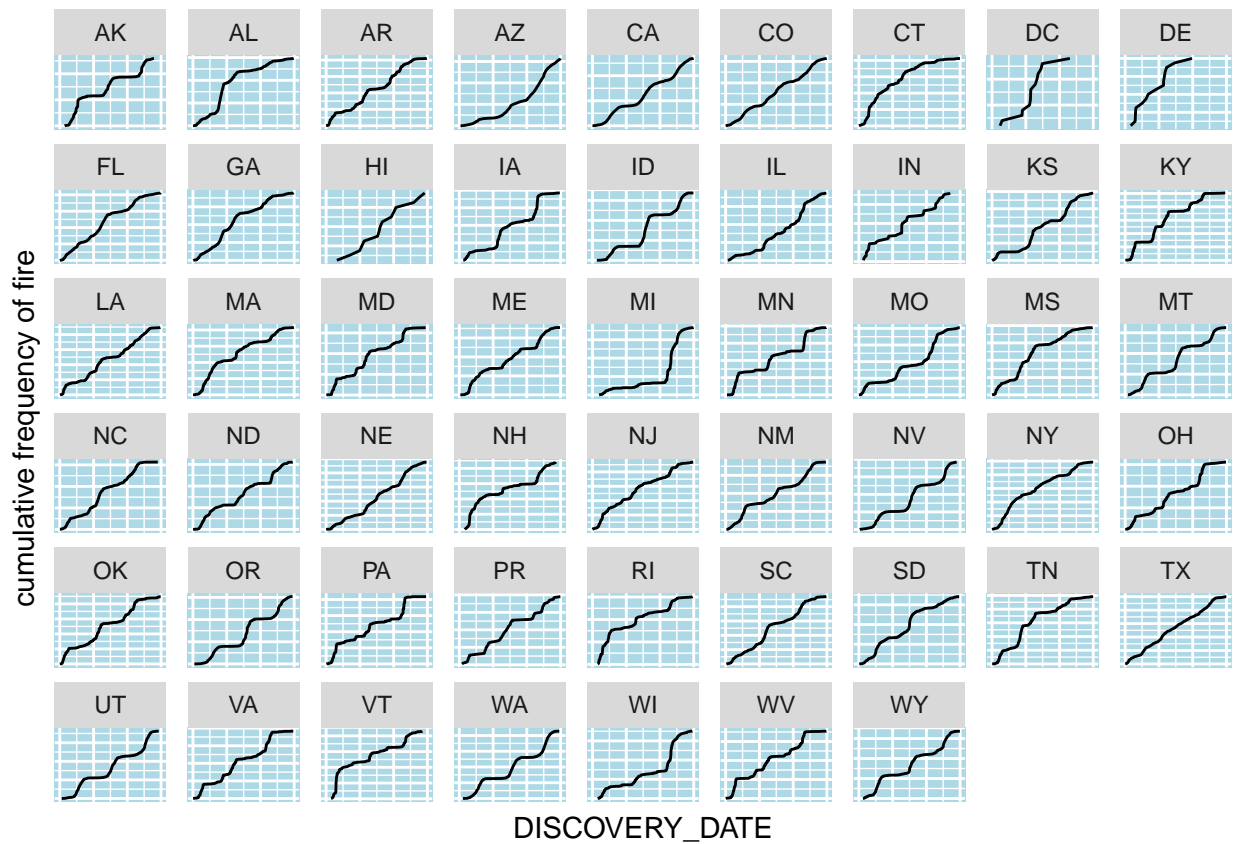 AK AL AR AZ CA CO CT DC DE
FL GA HI IA ID IL IN KS KY
LA MA MD ME MI MN MO MS MT
NC ND NE NH NJ NM NV NY OH
OK OR PA PR RI SC SD TN TX
UT VA VT WA WI WV WY
cumulative frequency of fire
DISCOVERY_DATE